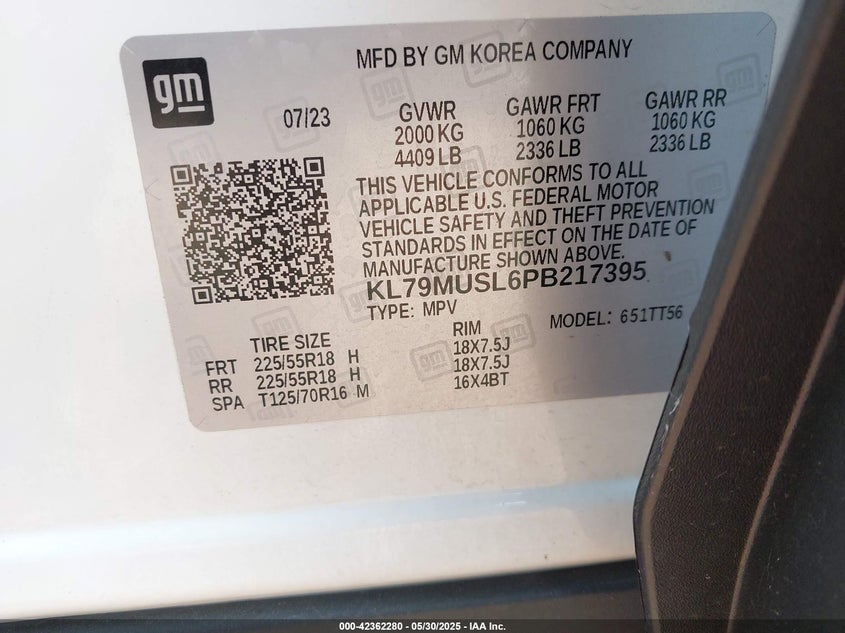 gm
MFD BY GM KOREA COMPANY
07/23
GVWR GAWR FRT GAWR RR
2000 KG 1060 KG 1060 KG
4409 LB 2336 LB 2336 LB
THIS VEHICLE CONFORMS TO ALL
APPLICABLE U.S. FEDERAL MOTOR
VEHICLE SAFETY AND THEFT PREVENTION
STANDARDS IN EFFECT ON THE DATE OF
MANUFACTURE SHOWN ABOVE.
KL79MUSL6PB217395
TYPE: MPV MODEL: 651TT56
TIRE SIZE RIM
FRT 225/55R18 H 18X7.5J
RR 225/55R18 H 18X7.5J
SPA T125/70R16 M 16X4BT
000-42362280 - 05/30/2025 - IAA Inc.